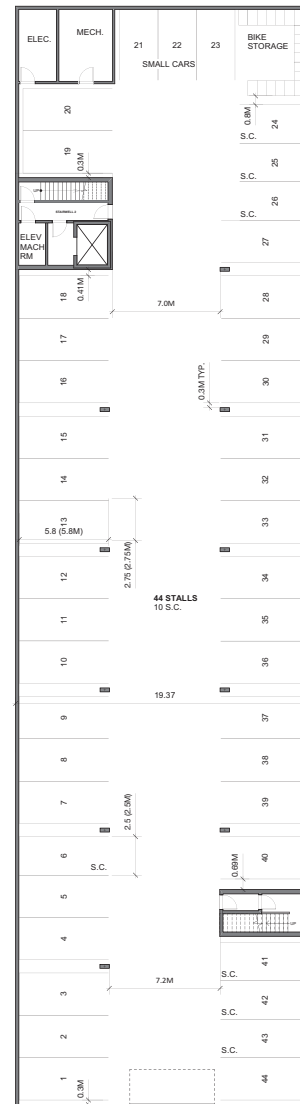 ELEC.
MECH.
21
22
23
SMALL CARS
BIKE
STORAGE
20
19
0.3M
0.8M
24
S.C.
25
S.C.
26
S.C.
27
UP
STAIRWELL 2
ELEV
MACH
RM
18
0.41M
7.0M
28
17
29
16
0.3M TYP.
30
15
31
14
32
13
33
5.8 (5.8M)
2.75 (2.75M)
12
34
44 STALLS
10 S.C.
11
35
10
36
19.37
9
37
8
38
7
39
2.5 (2.5M)
6
S.C.
40
0.69M
5
4
UP
41
S.C.
3
7.2M
42
S.C.
2
43
S.C.
1
0.3M
44